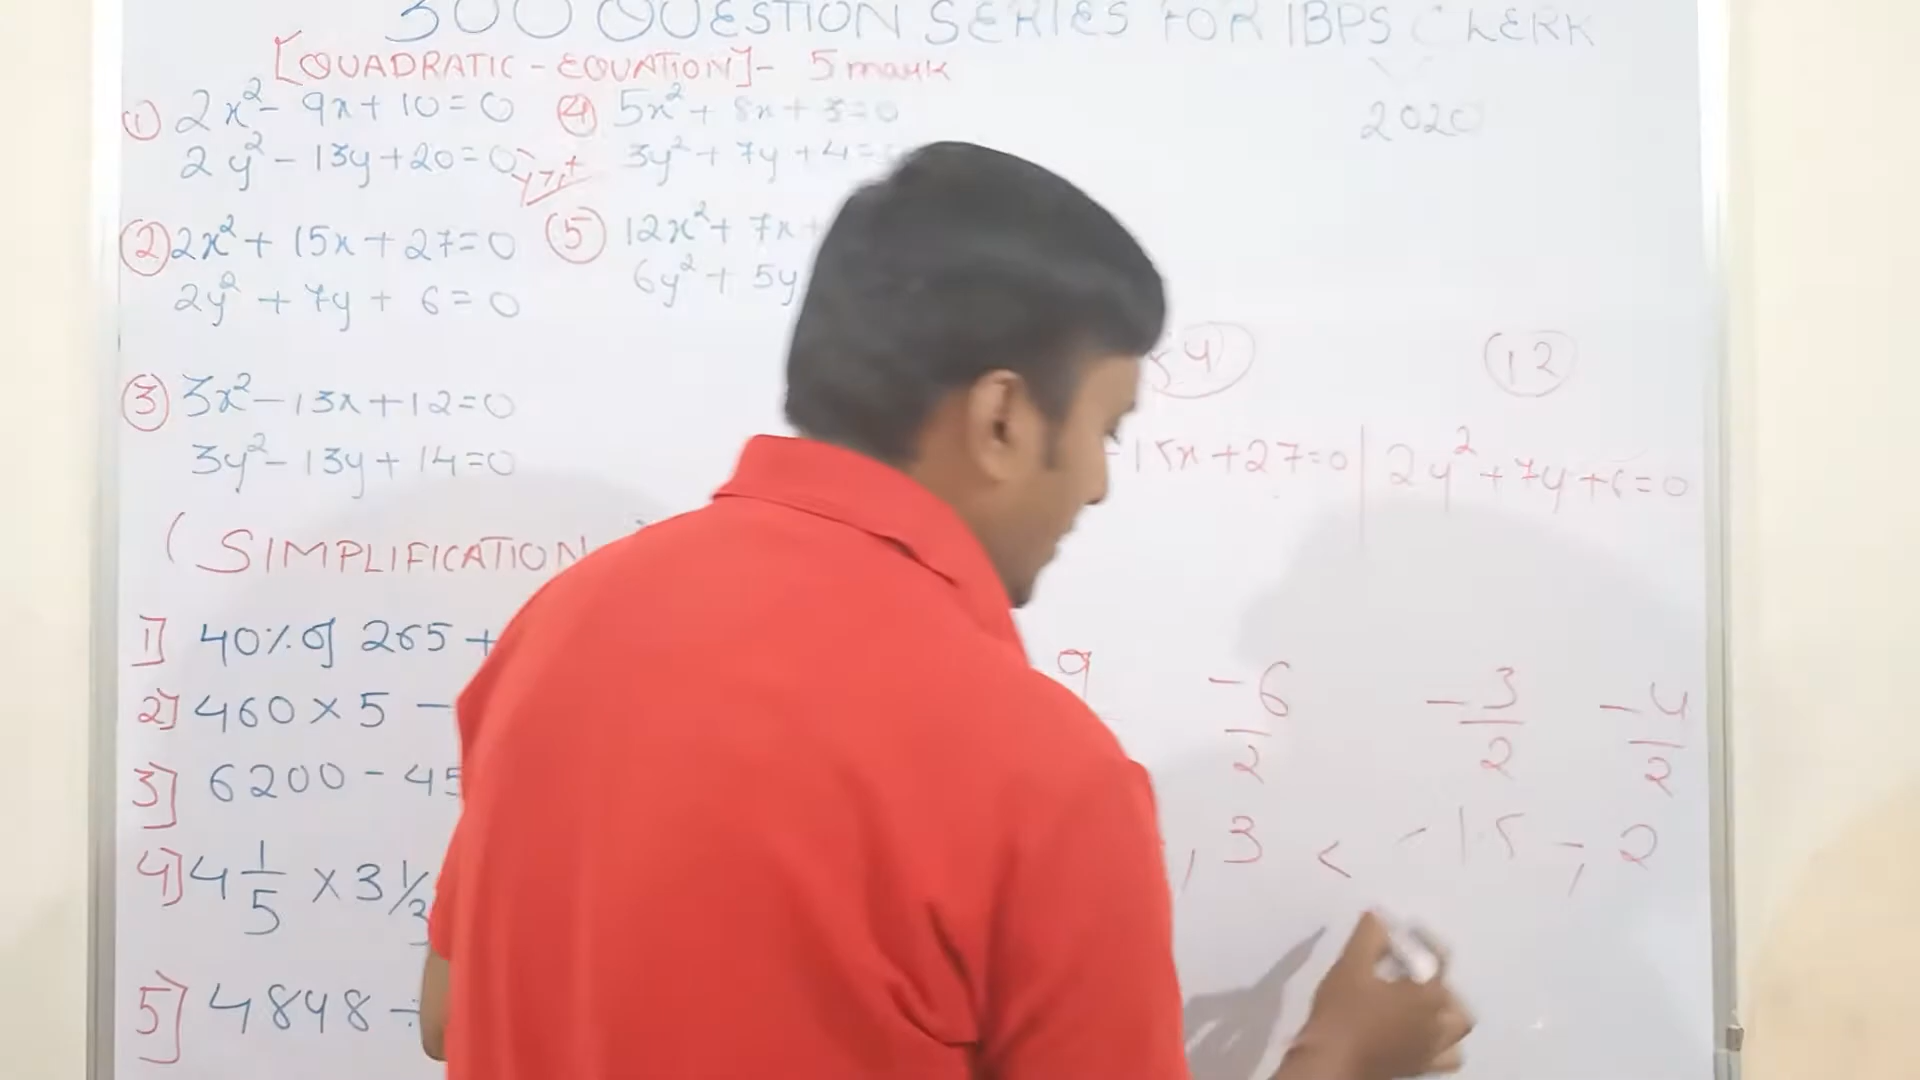 300 QUESTION SERIES FOR IBPS CLERK
[QUADRATIC - EQUATION] - 5 mark
2020
① 2x² - 9x + 10 = 0
2y² - 13y + 20 = 0
② 2x² + 15x + 27 = 0
2y² + 7y + 6 = 0
③ 3x² - 13x + 12 = 0
3y² - 13y + 14 = 0
④ 5x² + 8x + 3 = 0
3y² + 7y + 4 =
⑤ 12x² + 7x +
6y² + 5y
(SIMPLIFICATION
1] 40% of 265 +
2] 460 × 5 -
3] 6200 - 45
4] 4 1/5 × 3 1/3
5] 4848 ÷
54 12
15x + 27 = 0 | 2y² + 7y + 6 = 0
9 -6/2 -3/2 -4/2
, 3 < -1.5 -, 2